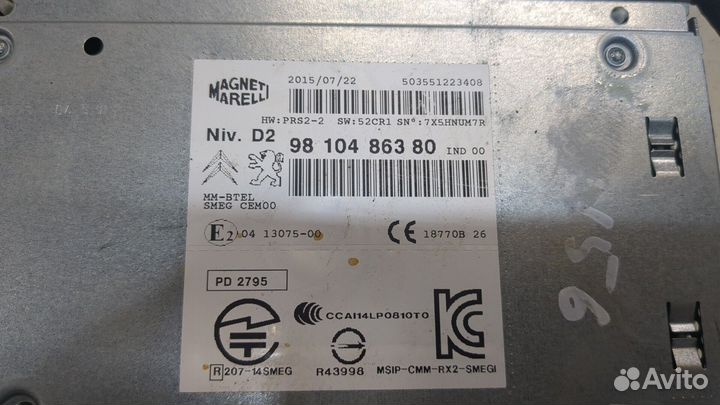 MAGNETI
MARELLI
2015/07/22 503551223408
HW:PRS2-2 SW:52CR1 SN°:7X5HNUM7R
Niv. D2 98 104 863 80 IND 00
MM-BTEL
SMEG CEM00
E2 04 13075-00 CE 18770B 26
PD 2795
CCAI14LP0810T0
R 207-14SMEG R43998 MSIP-CMM-RX2-SMEGI
Avito